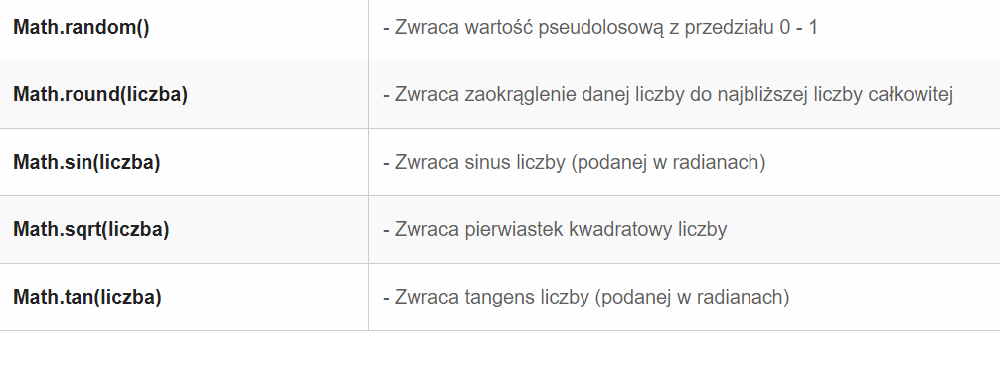 Math.random() - Zwraca wartość pseudolosową z przedziału 0 - 1
Math.round(liczba) - Zwraca zaokrąglenie danej liczby do najbliższej liczby całkowitej
Math.sin(liczba) - Zwraca sinus liczby (podanej w radianach)
Math.sqrt(liczba) - Zwraca pierwiastek kwadratowy liczby
Math.tan(liczba) - Zwraca tangens liczby (podanej w radianach)